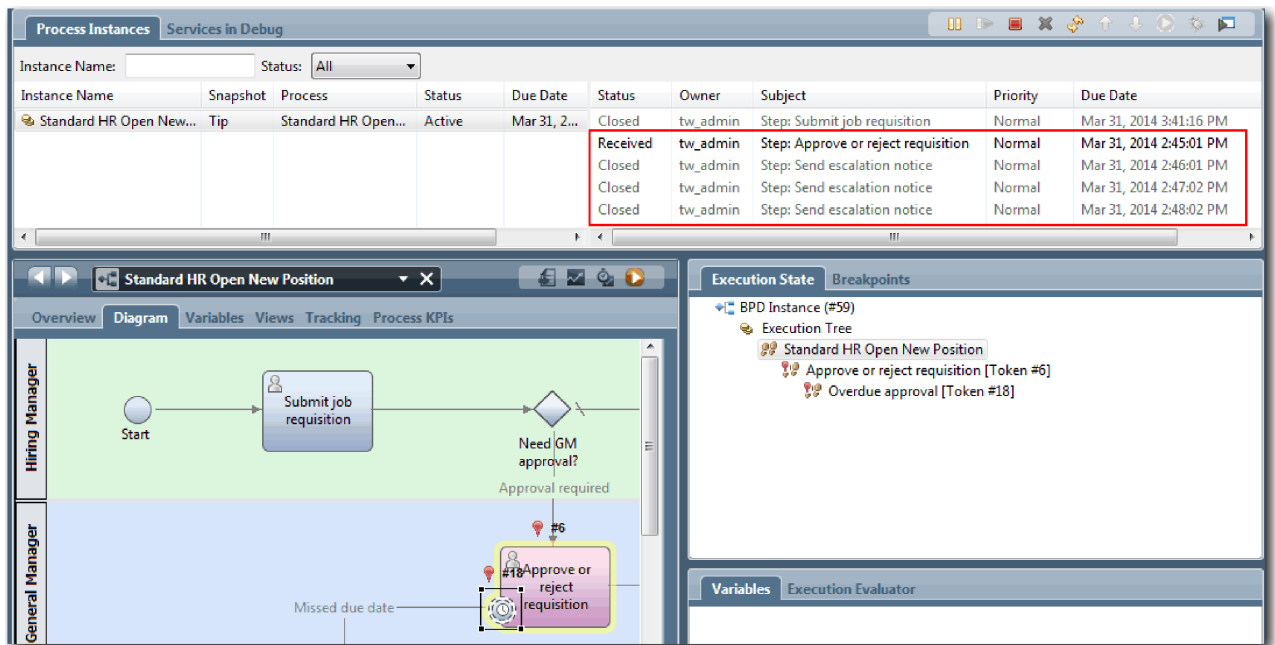 Process Instances Services in Debug
Instance Name: Status: All
Instance Name Snapshot Process Status Due Date Status Owner Subject Priority Due Date
Standard HR Open New... Tip Standard HR Open... Active Mar 31, 2... Closed tw_admin Step: Submit job requisition Normal Mar 31, 2014 3:41:16 PM
Received tw_admin Step: Approve or reject requisition Normal Mar 31, 2014 2:45:01 PM
Closed tw_admin Step: Send escalation notice Normal Mar 31, 2014 2:46:01 PM
Closed tw_admin Step: Send escalation notice Normal Mar 31, 2014 2:47:02 PM
Closed tw_admin Step: Send escalation notice Normal Mar 31, 2014 2:48:02 PM
Standard HR Open New Position
Overview Diagram Variables Views Tracking Process KPIs
Hiring Manager
Start
Submit job
requisition
Need GM
approval?
Approval required
General Manager
#6
#18
Approve or
reject
requisition
Missed due date
Execution State Breakpoints
BPD Instance (#59)
Execution Tree
Standard HR Open New Position
Approve or reject requisition [Token #6]
Overdue approval [Token #18]
Variables Execution Evaluator